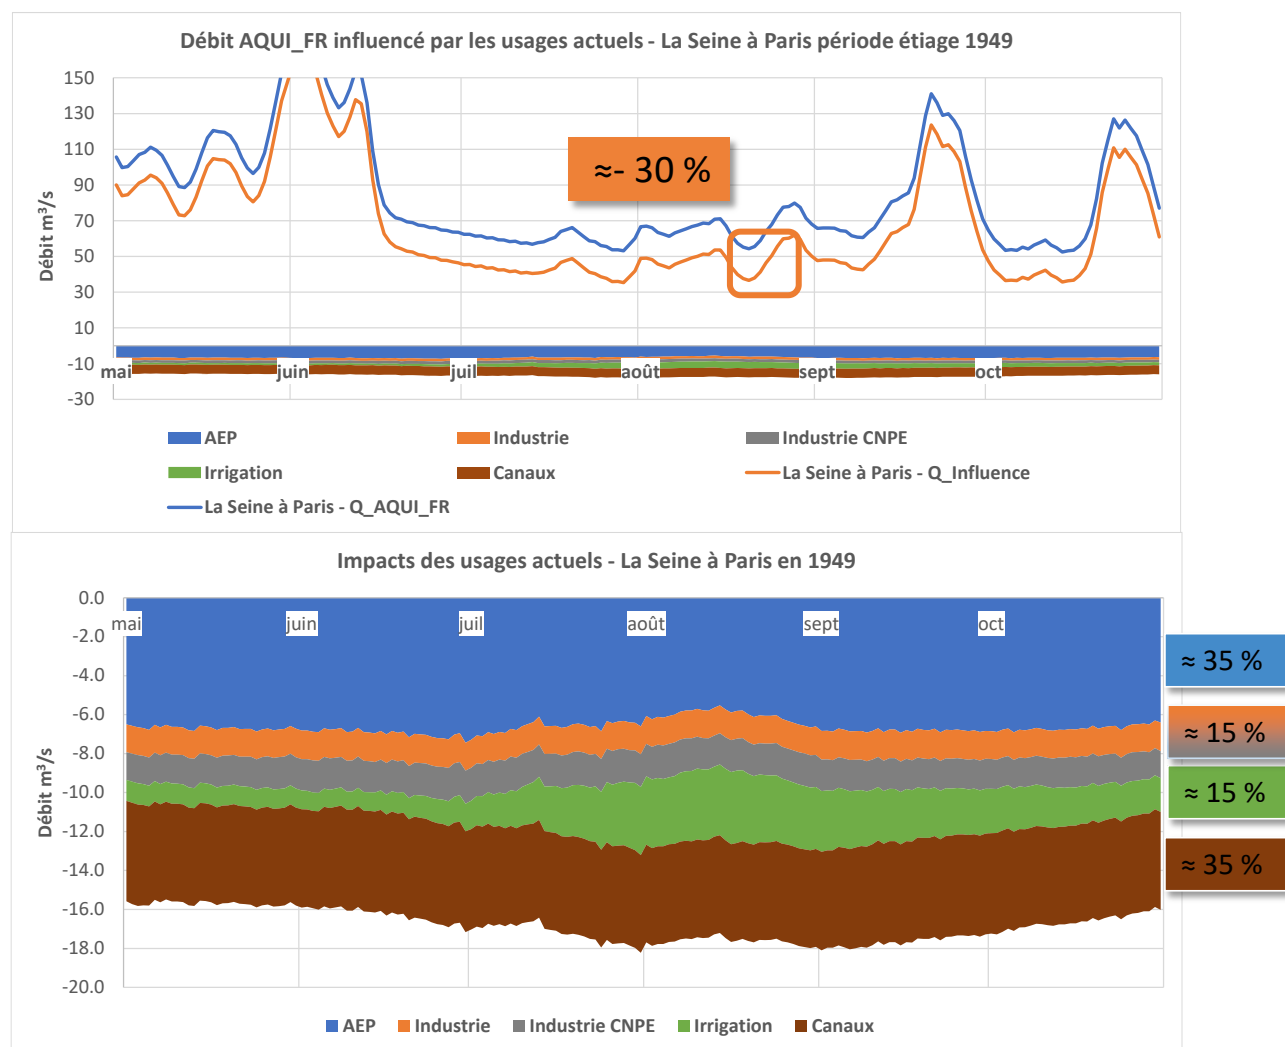 Débit AQUI_FR influencé par les usages actuels - La Seine à Paris période étiage 1949
150
130
110
90
70
50
30
10
-10
-30
Débit m³/s
≈- 30 %
mai juin juil août sept oct
AEP Industrie Industrie CNPE
Irrigation Canaux La Seine à Paris - Q_Influence
La Seine à Paris - Q_AQUI_FR
Impacts des usages actuels - La Seine à Paris en 1949
0.0
-2.0
-4.0
-6.0
-8.0
-10.0
-12.0
-14.0
-16.0
-18.0
-20.0
Débit m³/s
mai juin juil août sept oct
≈ 35 %
≈ 15 %
≈ 15 %
≈ 35 %
AEP Industrie Industrie CNPE Irrigation Canaux